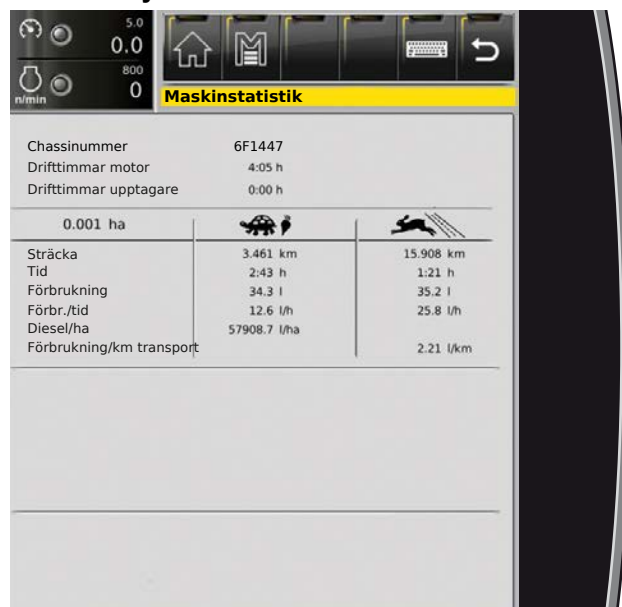 5.0
0.0
800
0
n/min
Maskinstatistik
Chassinummer 6F1447
Drifttimmar motor 4:05 h
Drifttimmar upptagare 0:00 h
0.001 ha
Sträcka 3.461 km 15.908 km
Tid 2:43 h 1:21 h
Förbrukning 34.3 l 35.2 l
Förbr./tid 12.6 l/h 25.8 l/h
Diesel/ha 57908.7 l/ha
Förbrukning/km transport 2.21 l/km